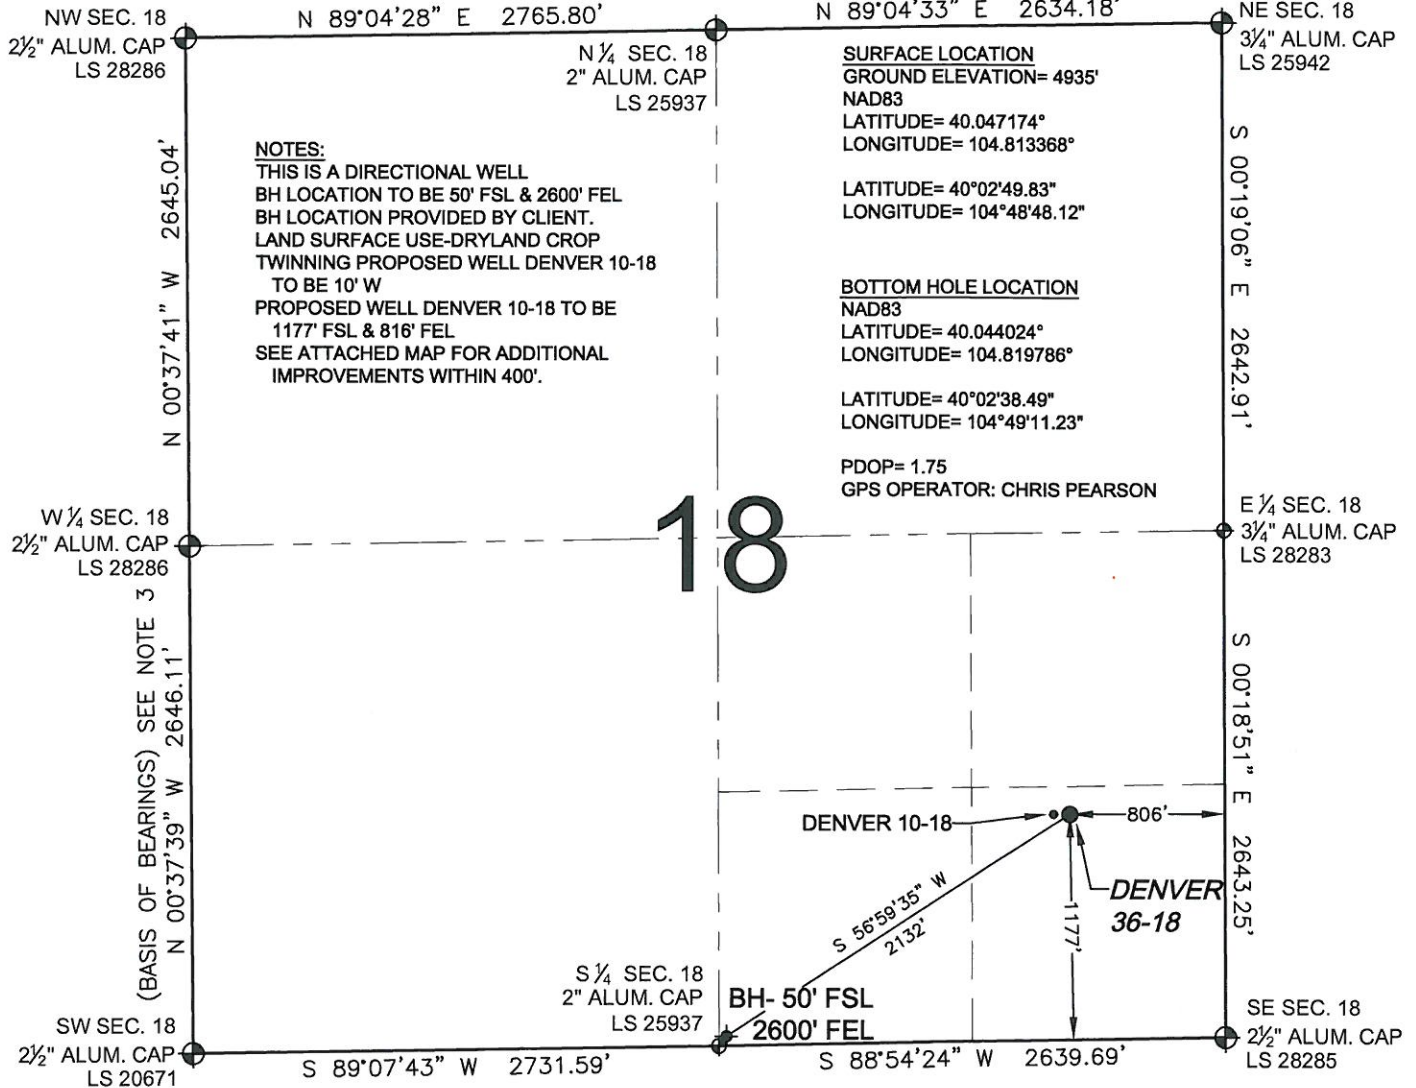 NW SEC. 18
2½" ALUM. CAP
LS 28286
N 89°04'28" E 2765.80'
N 89°04'33" E 2634.18'
NE SEC. 18
3¼" ALUM. CAP
LS 25942
N ¼ SEC. 18
2" ALUM. CAP
LS 25937
SURFACE LOCATION
GROUND ELEVATION= 4935'
NAD83
LATITUDE= 40.047174°
LONGITUDE= 104.813368°
LATITUDE= 40°02'49.83"
LONGITUDE= 104°48'48.12"
NOTES:
THIS IS A DIRECTIONAL WELL
BH LOCATION TO BE 50' FSL & 2600' FEL
BH LOCATION PROVIDED BY CLIENT.
LAND SURFACE USE-DRYLAND CROP
TWINNING PROPOSED WELL DENVER 10-18
TO BE 10' W
PROPOSED WELL DENVER 10-18 TO BE
1177' FSL & 816' FEL
SEE ATTACHED MAP FOR ADDITIONAL
IMPROVEMENTS WITHIN 400'.
BOTTOM HOLE LOCATION
NAD83
LATITUDE= 40.044024°
LONGITUDE= 104.819786°
LATITUDE= 40°02'38.49"
LONGITUDE= 104°49'11.23"
PDOP= 1.75
GPS OPERATOR: CHRIS PEARSON
N 00°37'41" W 2645.04'
S 00°19'06" E 2642.91'
18
W ¼ SEC. 18
2½" ALUM. CAP
LS 28286
E ¼ SEC. 18
3¼" ALUM. CAP
LS 28283
(BASIS OF BEARINGS) SEE NOTE 3
N 00°37'39" W 2646.11'
S 00°18'51" E 2643.25'
DENVER 10-18
806'
DENVER
36-18
1177'
S 56°59'35" W
2132'
S ¼ SEC. 18
2" ALUM. CAP
LS 25937
BH- 50' FSL
2600' FEL
SW SEC. 18
2½" ALUM. CAP
LS 20671
S 89°07'43" W 2731.59'
S 88°54'24" W 2639.69'
SE SEC. 18
2½" ALUM. CAP
LS 28285